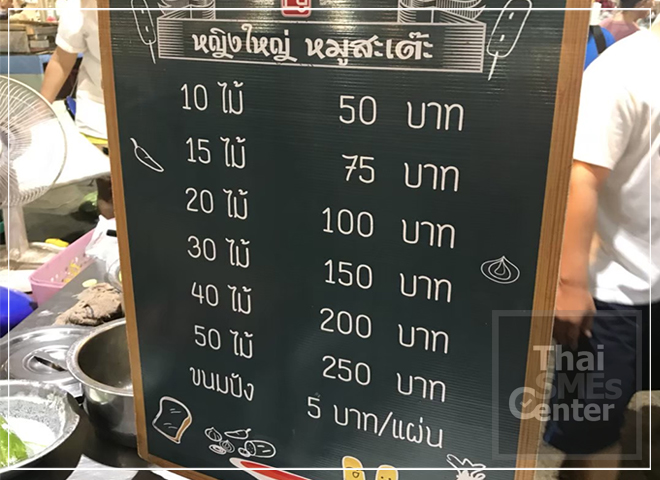 หญิงใหญ่ หมูสะเต๊ะ
10 ไม้ 50 บาท
15 ไม้ 75 บาท
20 ไม้ 100 บาท
30 ไม้ 150 บาท
40 ไม้ 200 บาท
50 ไม้ 250 บาท
ขนมปัง 5 บาท/แผ่น
Thai
SMEs
Center